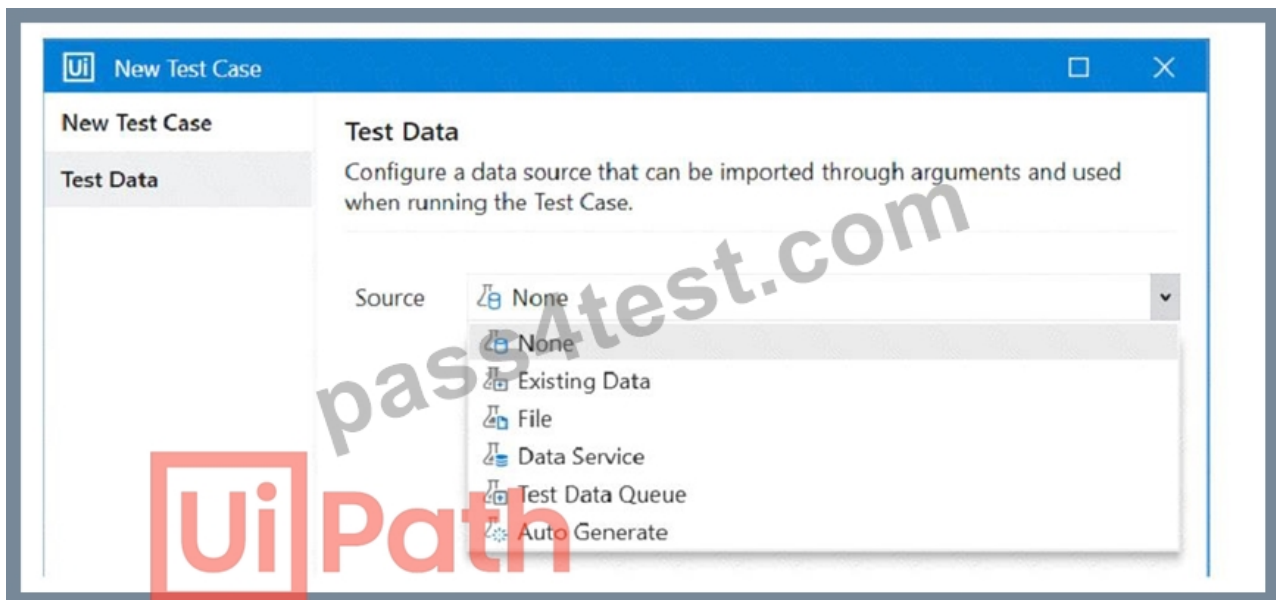 Ui New Test Case
New Test Case
Test Data
Test Data
Configure a data source that can be imported through arguments and used
when running the Test Case.
Source None
None
Existing Data
File
Data Service
Test Data Queue
Auto Generate
pass4test.com
UiPath